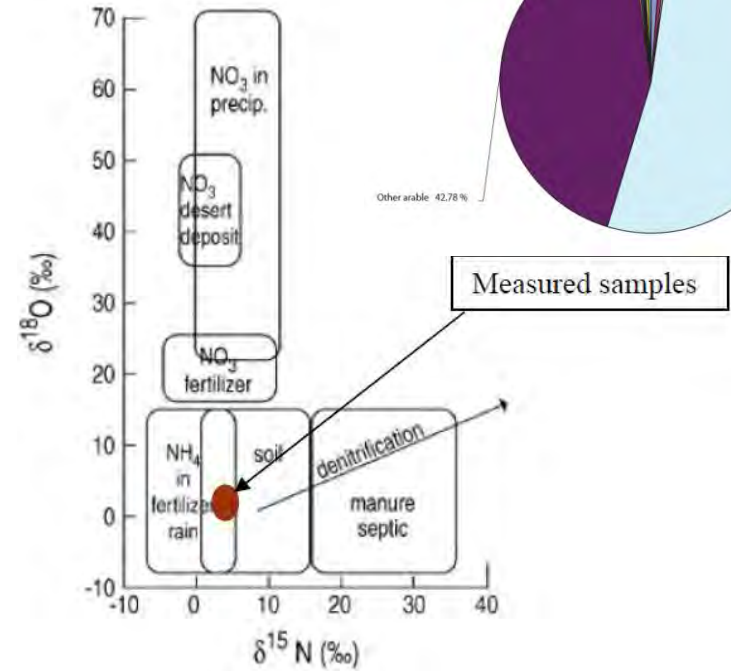 70
60
50
40
30
20
10
0
-10
δ¹⁸O (‰)
NO₃ in
precip.
NO₃
desert
deposit
NO₃
fertilizer
NH₄
in
fertilizer
rain
soil
denitrification
manure
septic
-10 0 10 20 30 40
δ¹⁵ N (‰)
Other arable 42.78 %
Measured samples